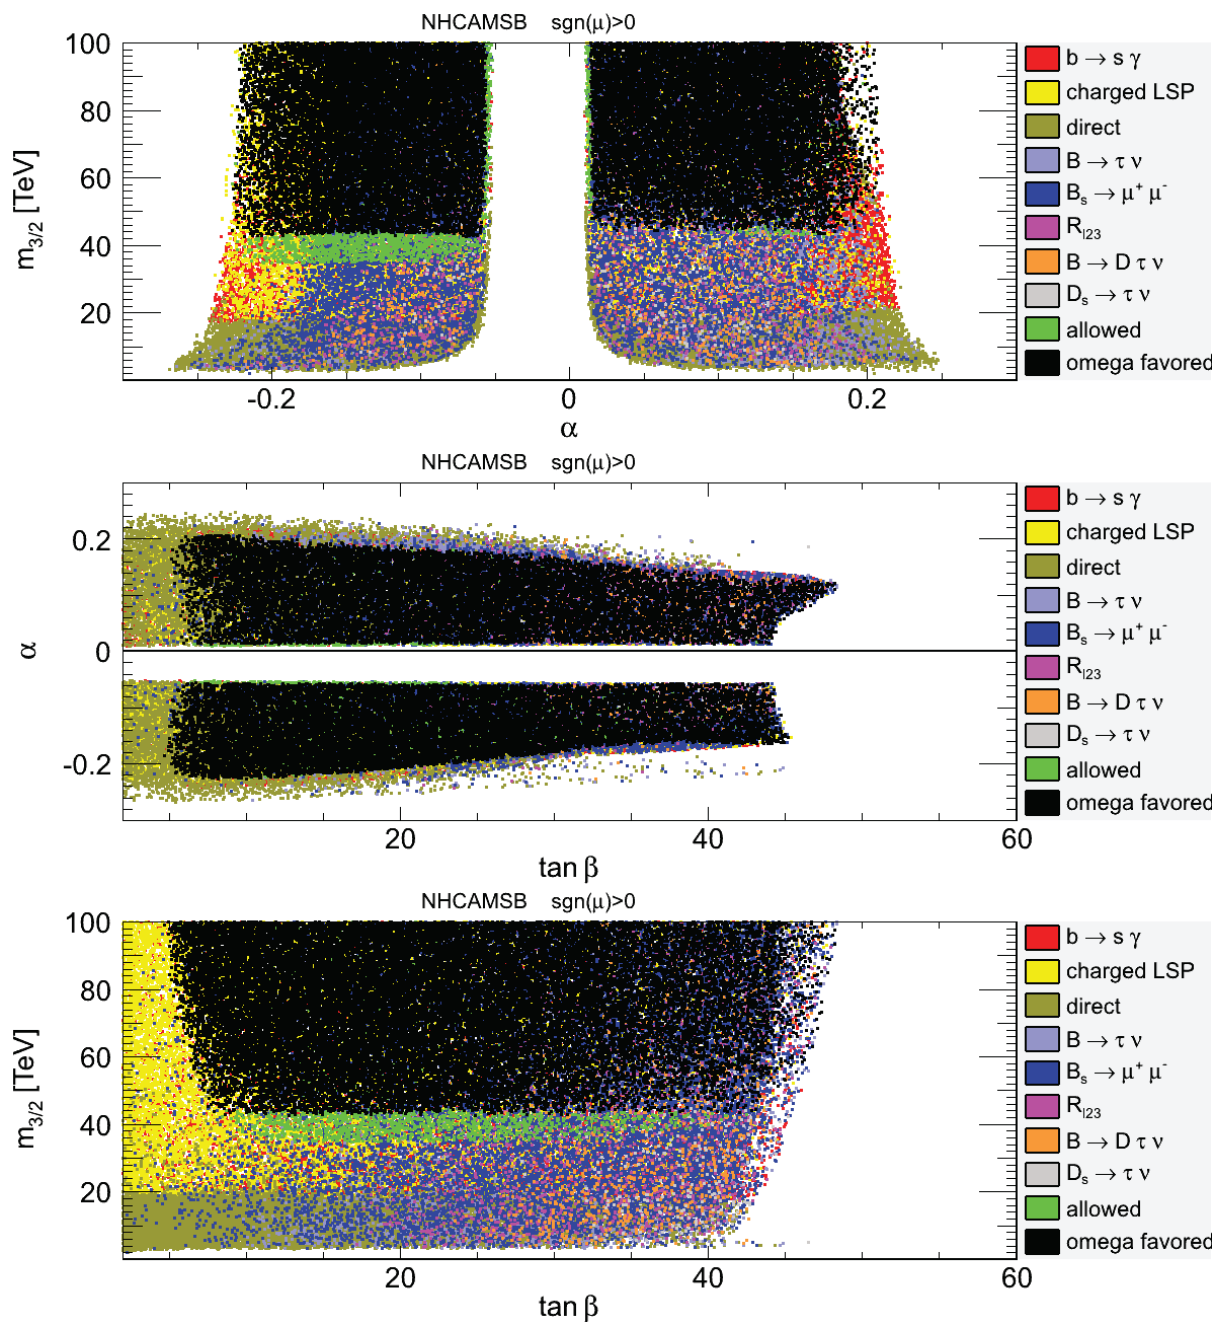 NHCAMSB sgn(μ)>0
100
80
60
40
20
m3/2 [TeV]
-0.2 0 0.2
α
b → s γ
charged LSP
direct
B → τ ν
Bs → μ+ μ-
Rl23
B → D τ ν
Ds → τ ν
allowed
omega favored
NHCAMSB sgn(μ)>0
0.2
0
-0.2
α
20 40 60
tan β
b → s γ
charged LSP
direct
B → τ ν
Bs → μ+ μ-
Rl23
B → D τ ν
Ds → τ ν
allowed
omega favored
NHCAMSB sgn(μ)>0
100
80
60
40
20
m3/2 [TeV]
20 40 60
tan β
b → s γ
charged LSP
direct
B → τ ν
Bs → μ+ μ-
Rl23
B → D τ ν
Ds → τ ν
allowed
omega favored